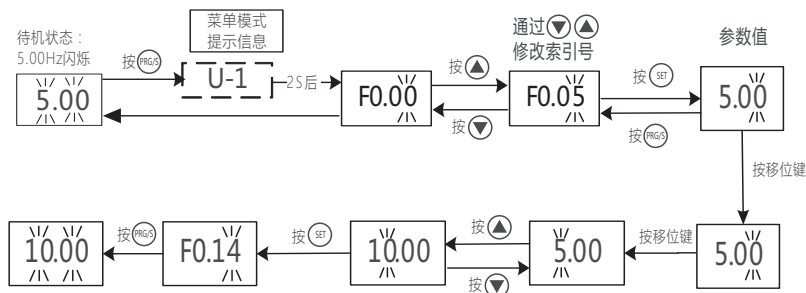 菜单模式
提示信息
通过▼▲
修改索引号
参数值
待机状态：
5.00Hz闪烁
按PRG/S
U-1
2S后
按▲
按SET
5.00
F0.00
F0.05
5.00
按▼
按PRG/S
按移位键
按PRG/S
按SET
按▲
按移位键
10.00
F0.14
10.00
5.00
5.00
按▼